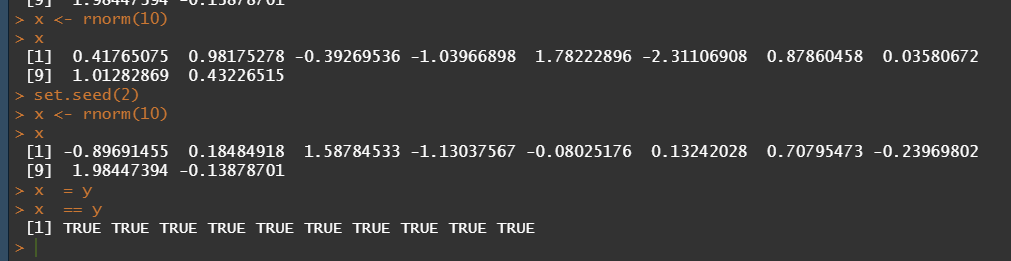 [9] 1.98447394 -0.13878701
> x <- rnorm(10)
> x
[1] 0.41765075 0.98175278 -0.39269536 -1.03966898 1.78222896 -2.31106908 0.87860458 0.03580672
[9] 1.01282869 0.43226515
> set.seed(2)
> x <- rnorm(10)
> x
[1] -0.89691455 0.18484918 1.58784533 -1.13037567 -0.08025176 0.13242028 0.70795473 -0.23969802
[9] 1.98447394 -0.13878701
> x = y
> x == y
[1] TRUE TRUE TRUE TRUE TRUE TRUE TRUE TRUE TRUE TRUE
>